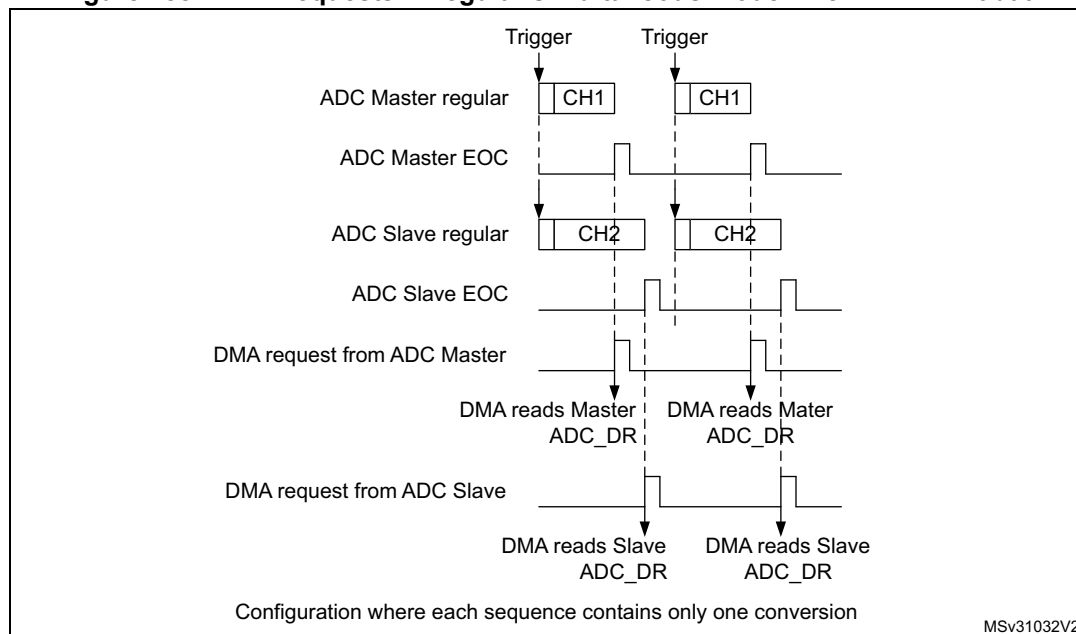 Trigger Trigger
ADC Master regular CH1 CH1
ADC Master EOC
ADC Slave regular CH2 CH2
ADC Slave EOC
DMA request from ADC Master
DMA reads Master DMA reads Mater
ADC_DR ADC_DR
DMA request from ADC Slave
DMA reads Slave DMA reads Slave
ADC_DR ADC_DR
Configuration where each sequence contains only one conversion
MSv31032V2